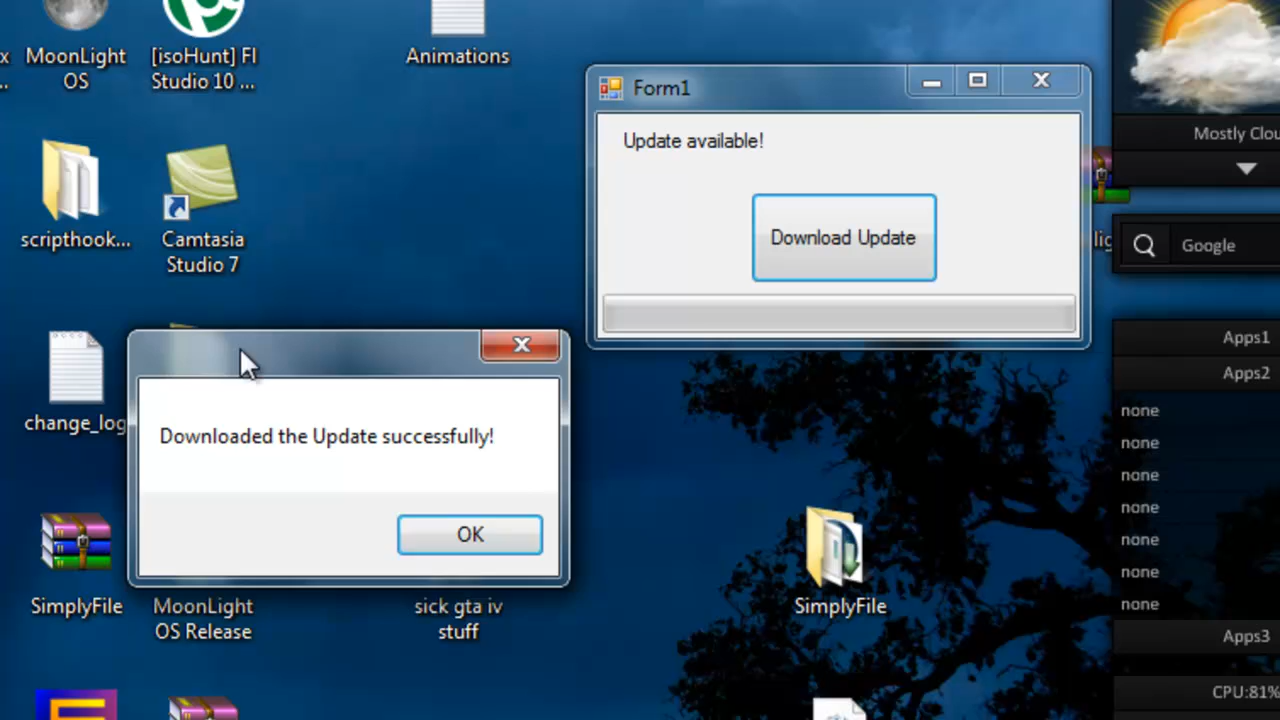 MoonLight
OS
[isoHunt] Fl
Studio 10 ...
Animations
Form1
Update available!
Download Update
Mostly Clou
scripthook...
Camtasia
Studio 7
Google
change_log
Downloaded the Update successfully!
OK
Apps1
Apps2
none
none
none
none
none
none
none
Apps3
CPU:81%
SimplyFile
MoonLight
OS Release
sick gta iv
stuff
SimplyFile